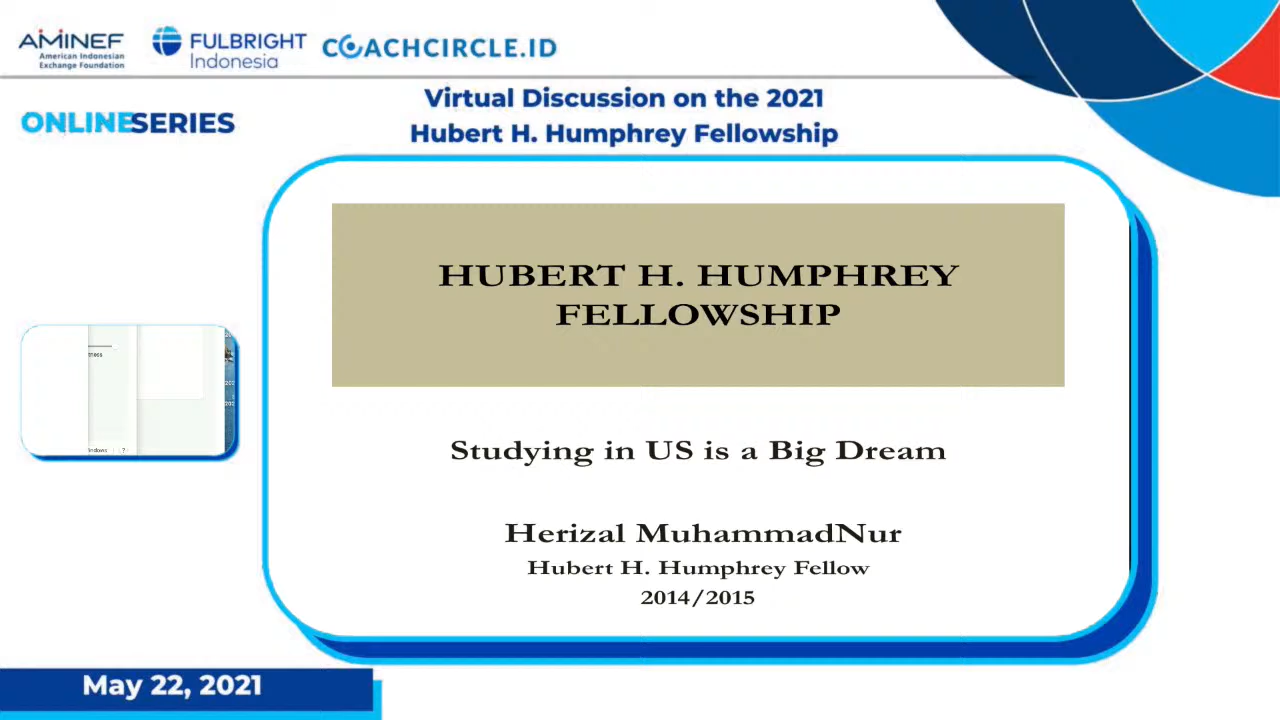 AMINEF
American Indonesian
Exchange Foundation
FULBRIGHT
Indonesia
COACHCIRCLE.ID
ONLINESERIES
Virtual Discussion on the 2021
Hubert H. Humphrey Fellowship
HUBERT H. HUMPHREY
FELLOWSHIP
Studying in US is a Big Dream
Herizal MuhammadNur
Hubert H. Humphrey Fellow
2014/2015
May 22, 2021